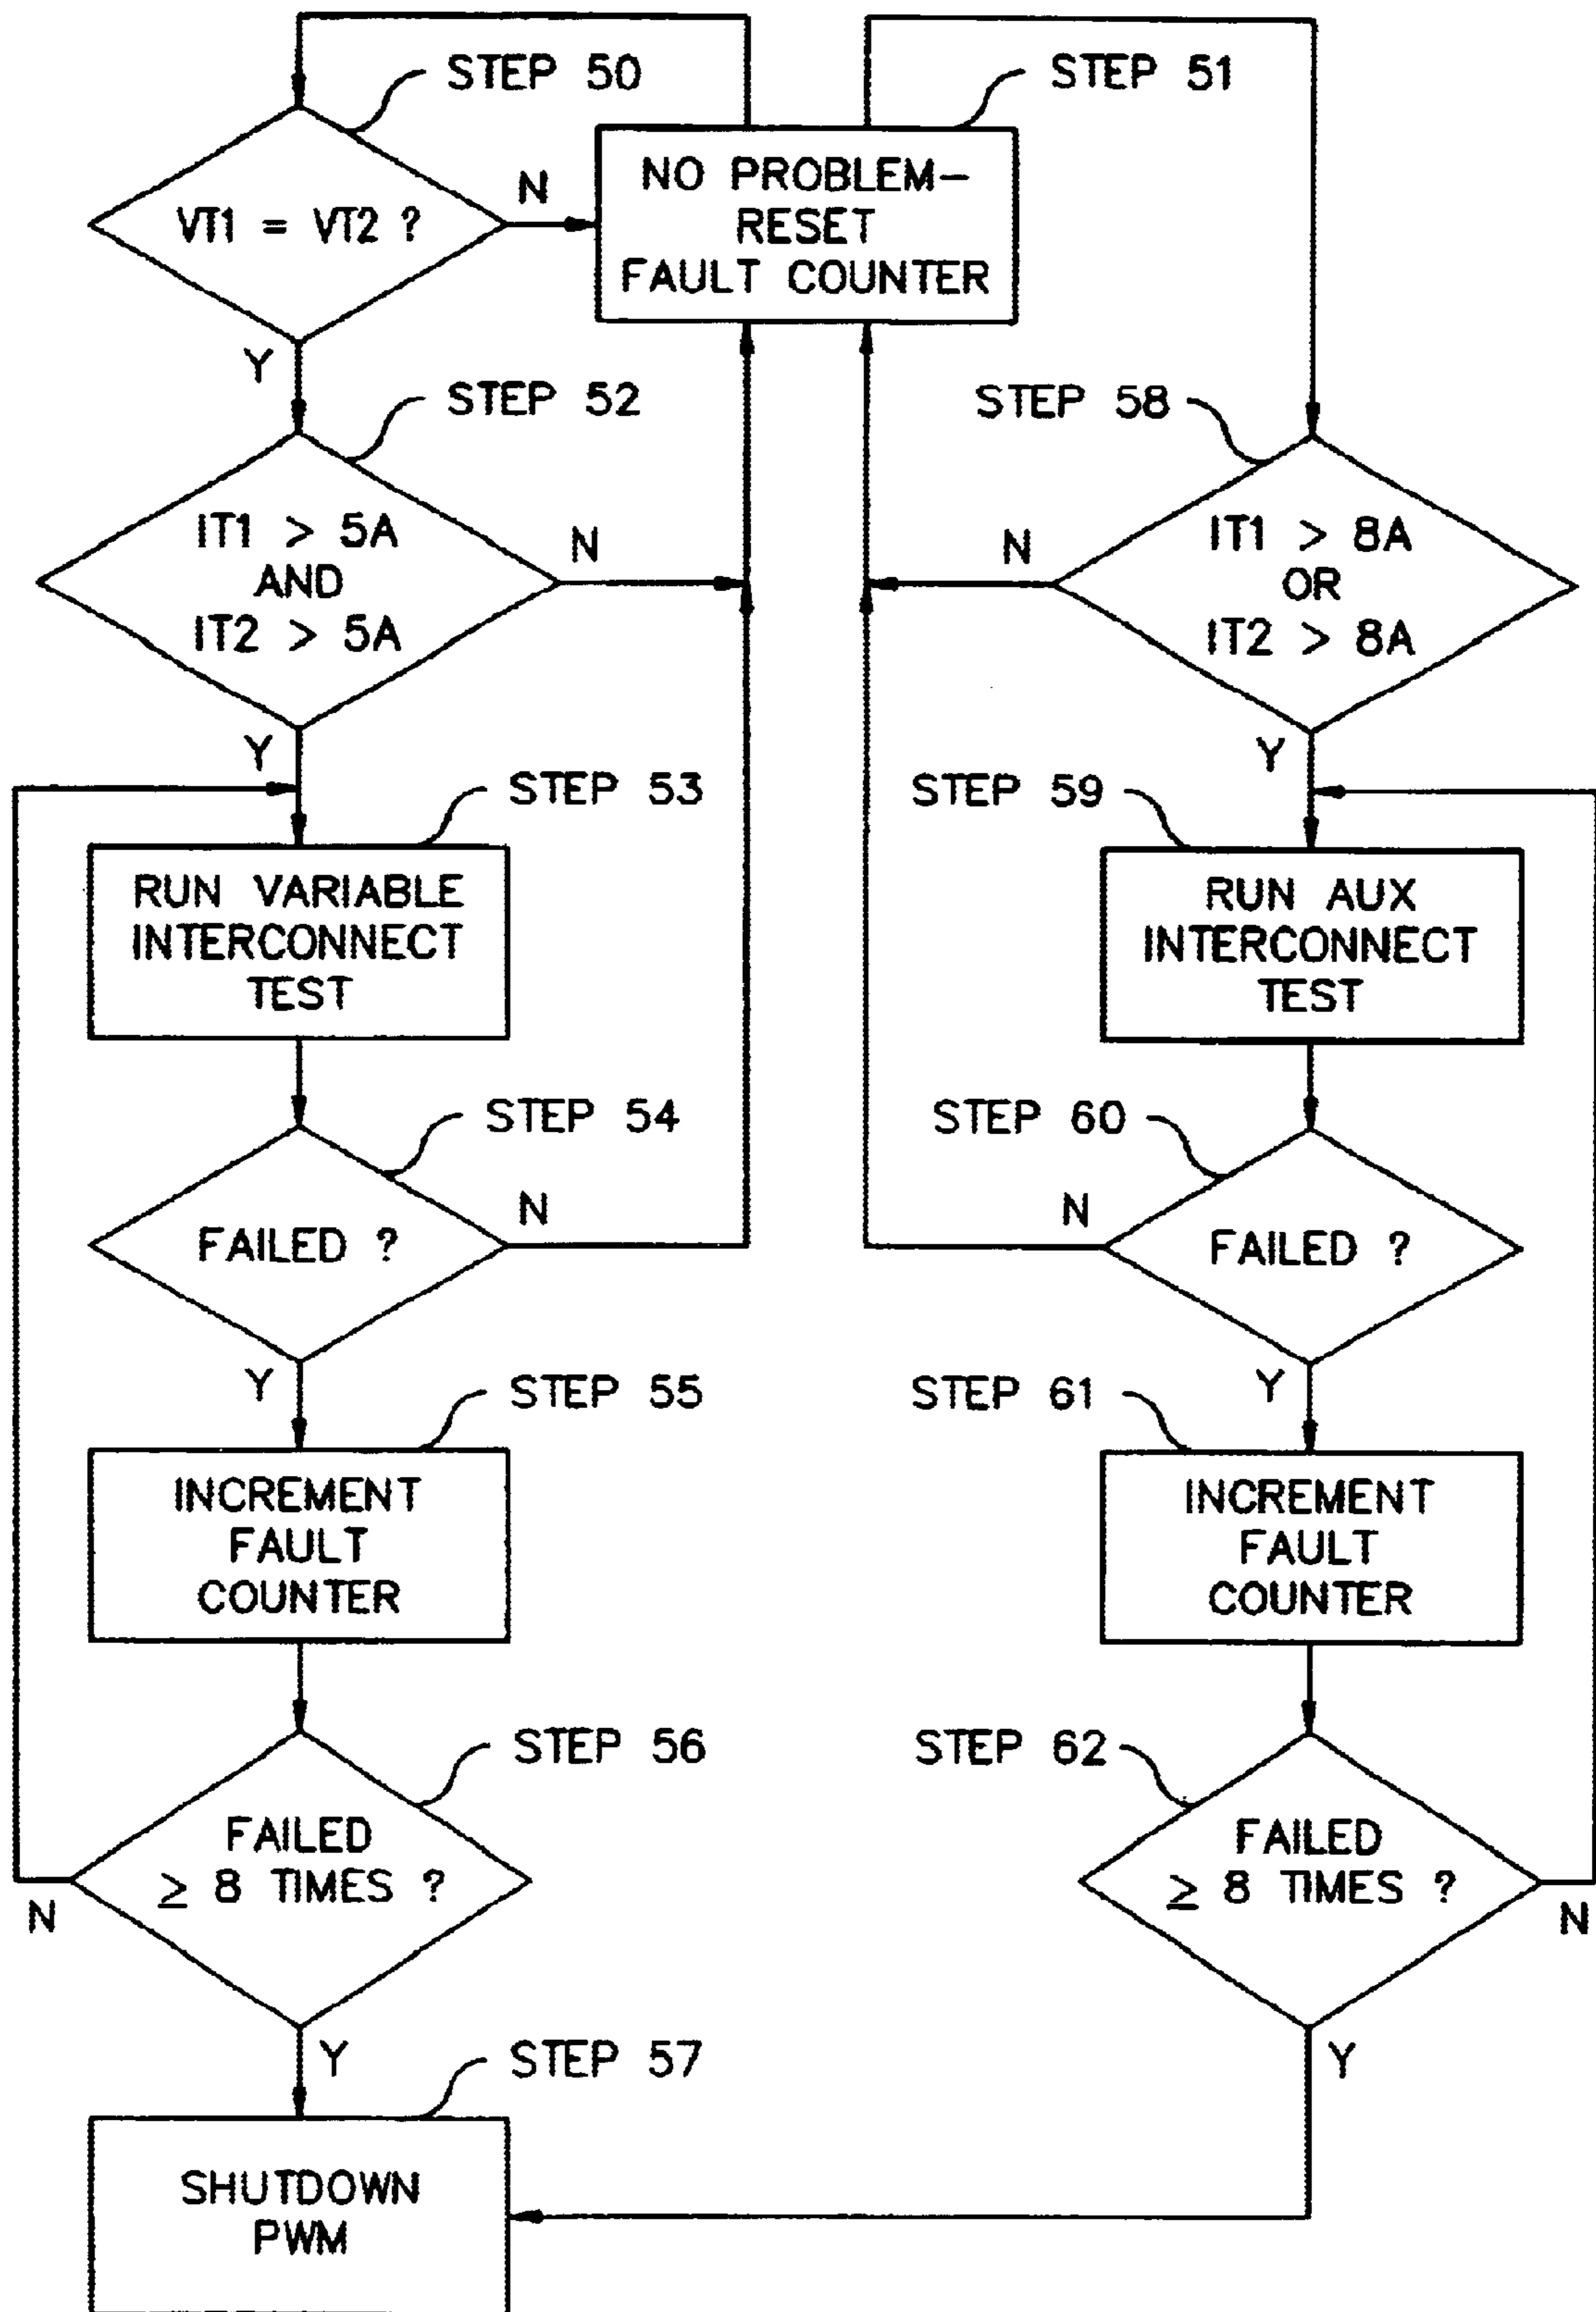 STEP 50
STEP 51
VT1 = VT2 ?
N
NO PROBLEM-
RESET
FAULT COUNTER
Y
STEP 52
STEP 58
IT1 > 5A
AND
IT2 > 5A
N
N
IT1 > 8A
OR
IT2 > 8A
Y
Y
STEP 53
STEP 59
RUN VARIABLE
INTERCONNECT
TEST
RUN AUX
INTERCONNECT
TEST
STEP 54
STEP 60
FAILED ?
N
N
FAILED ?
Y
Y
STEP 55
STEP 61
INCREMENT
FAULT
COUNTER
INCREMENT
FAULT
COUNTER
STEP 56
STEP 62
FAILED
≥ 8 TIMES ?
N
FAILED
≥ 8 TIMES ?
N
Y
Y
STEP 57
SHUTDOWN
PWM